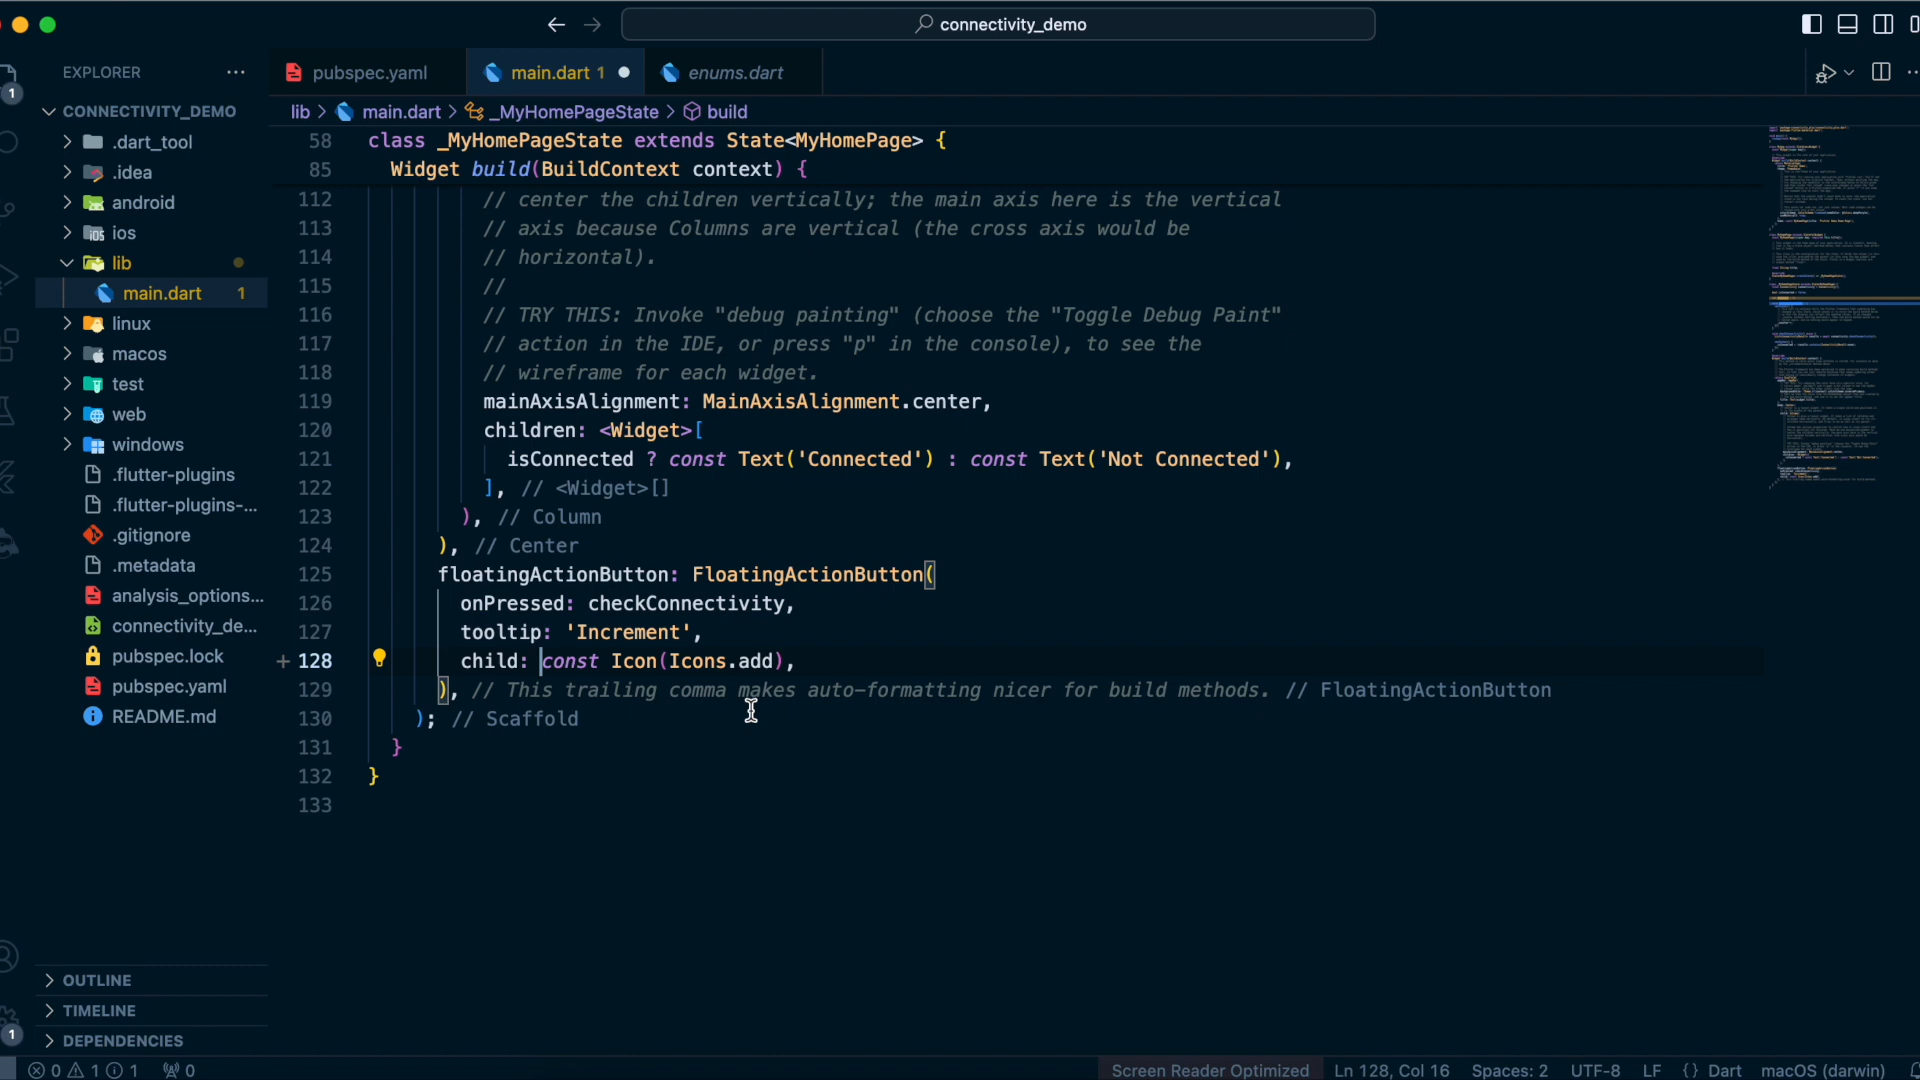 connectivity_demo
EXPLORER
pubspec.yaml
main.dart 1
enums.dart
1
CONNECTIVITY_DEMO
.dart_tool
.idea
android
ios
lib
main.dart 1
linux
macos
test
web
windows
.flutter-plugins
.flutter-plugins-...
.gitignore
.metadata
analysis_options...
connectivity_de...
pubspec.lock
pubspec.yaml
README.md
OUTLINE
TIMELINE
1
DEPENDENCIES
lib > main.dart > _MyHomePageState > build
58 class _MyHomePageState extends State<MyHomePage> {
85 Widget build(BuildContext context) {
112 // center the children vertically; the main axis here is the vertical
113 // axis because Columns are vertical (the cross axis would be
114 // horizontal).
115 //
116 // TRY THIS: Invoke "debug painting" (choose the "Toggle Debug Paint"
117 // action in the IDE, or press "p" in the console), to see the
118 // wireframe for each widget.
119 mainAxisAlignment: MainAxisAlignment.center,
120 children: <Widget>[
121 isConnected ? const Text('Connected') : const Text('Not Connected'),
122 ], // <Widget>[]
123 ), // Column
124 ), // Center
125 floatingActionButton: FloatingActionButton(
126 onPressed: checkConnectivity,
127 tooltip: 'Increment',
128 child: const Icon(Icons.add),
129 ), // This trailing comma makes auto-formatting nicer for build methods. // FloatingActionButton
130 ); // Scaffold
131 }
132 }
133
0 1 1 0
Screen Reader Optimized Ln 128, Col 16 Spaces: 2 UTF-8 LF {} Dart macOS (darwin)